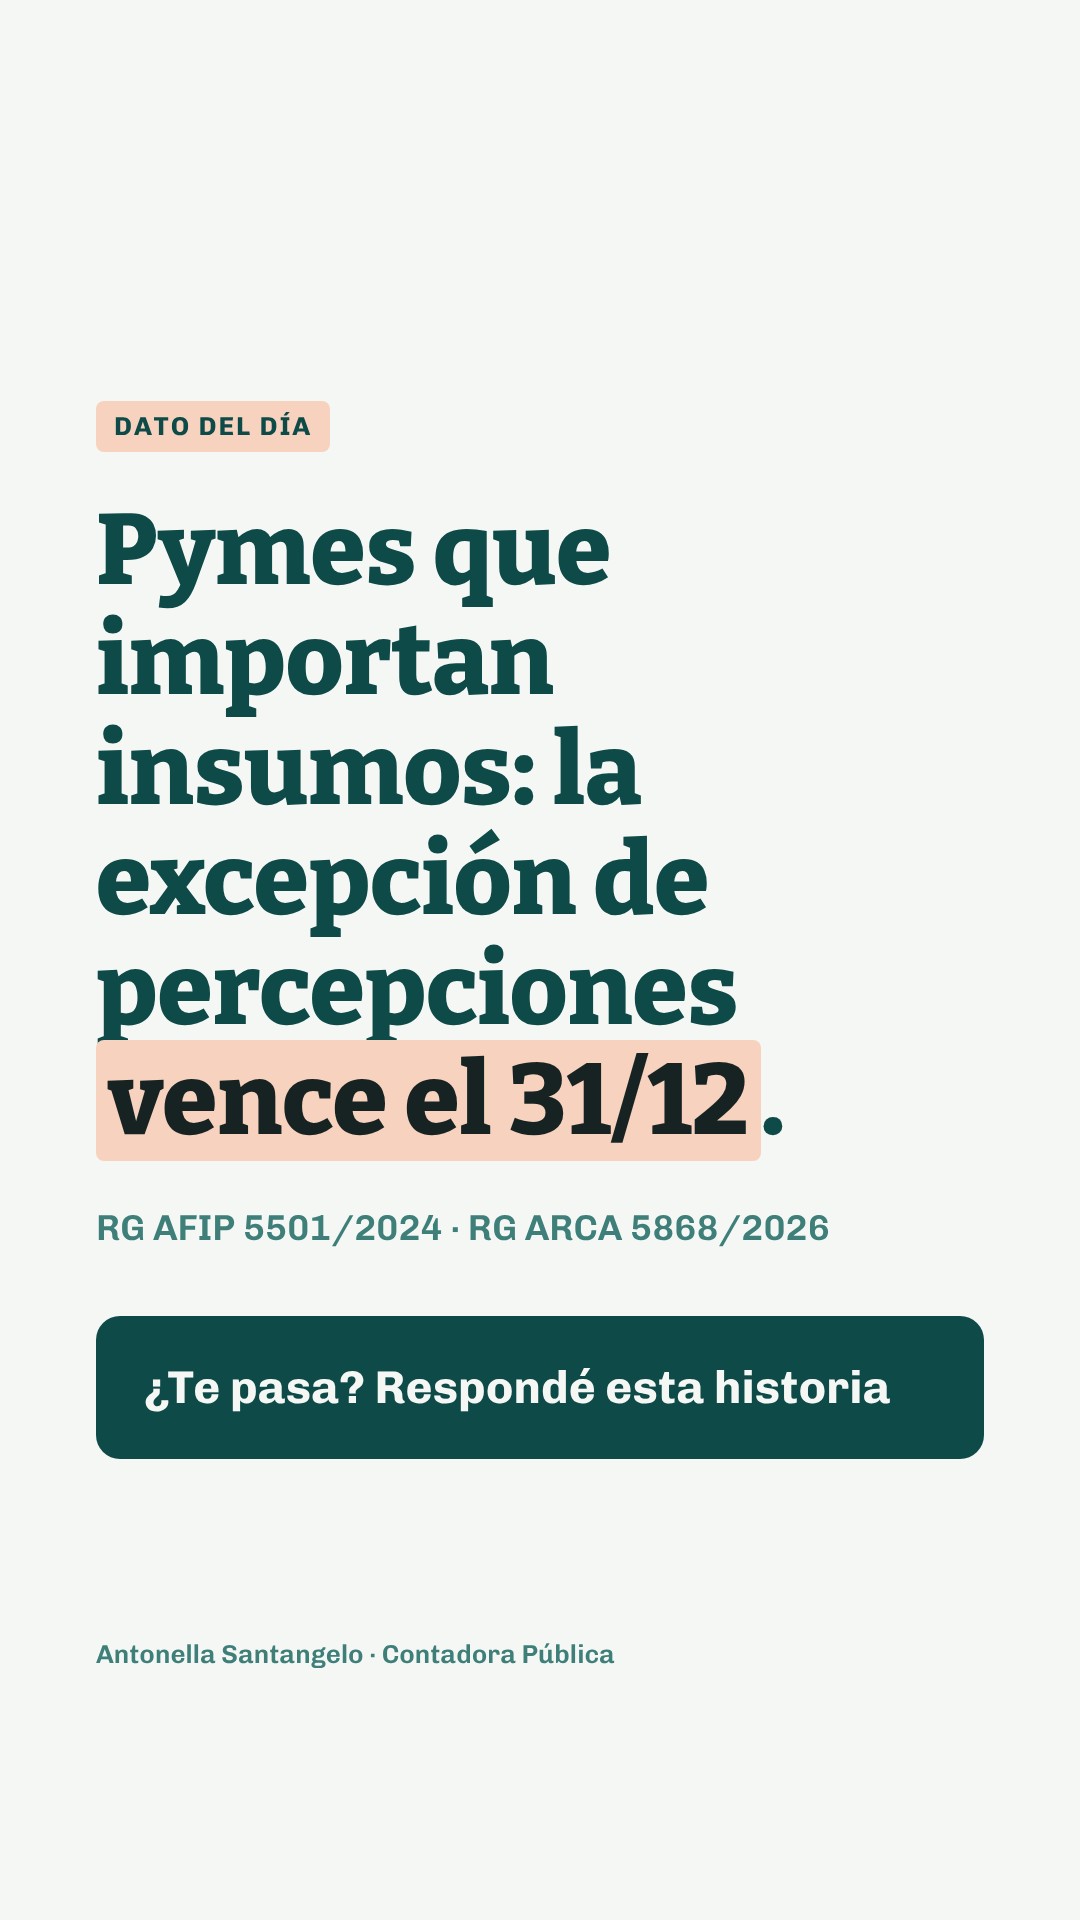 DATO DEL DÍA
Pymes que
importan
insumos: la
excepción de
percepciones
vence el 31/12.
RG AFIP 5501/2024 · RG ARCA 5868/2026
¿Te pasa? Respondé esta historia
Antonella Santangelo · Contadora Pública